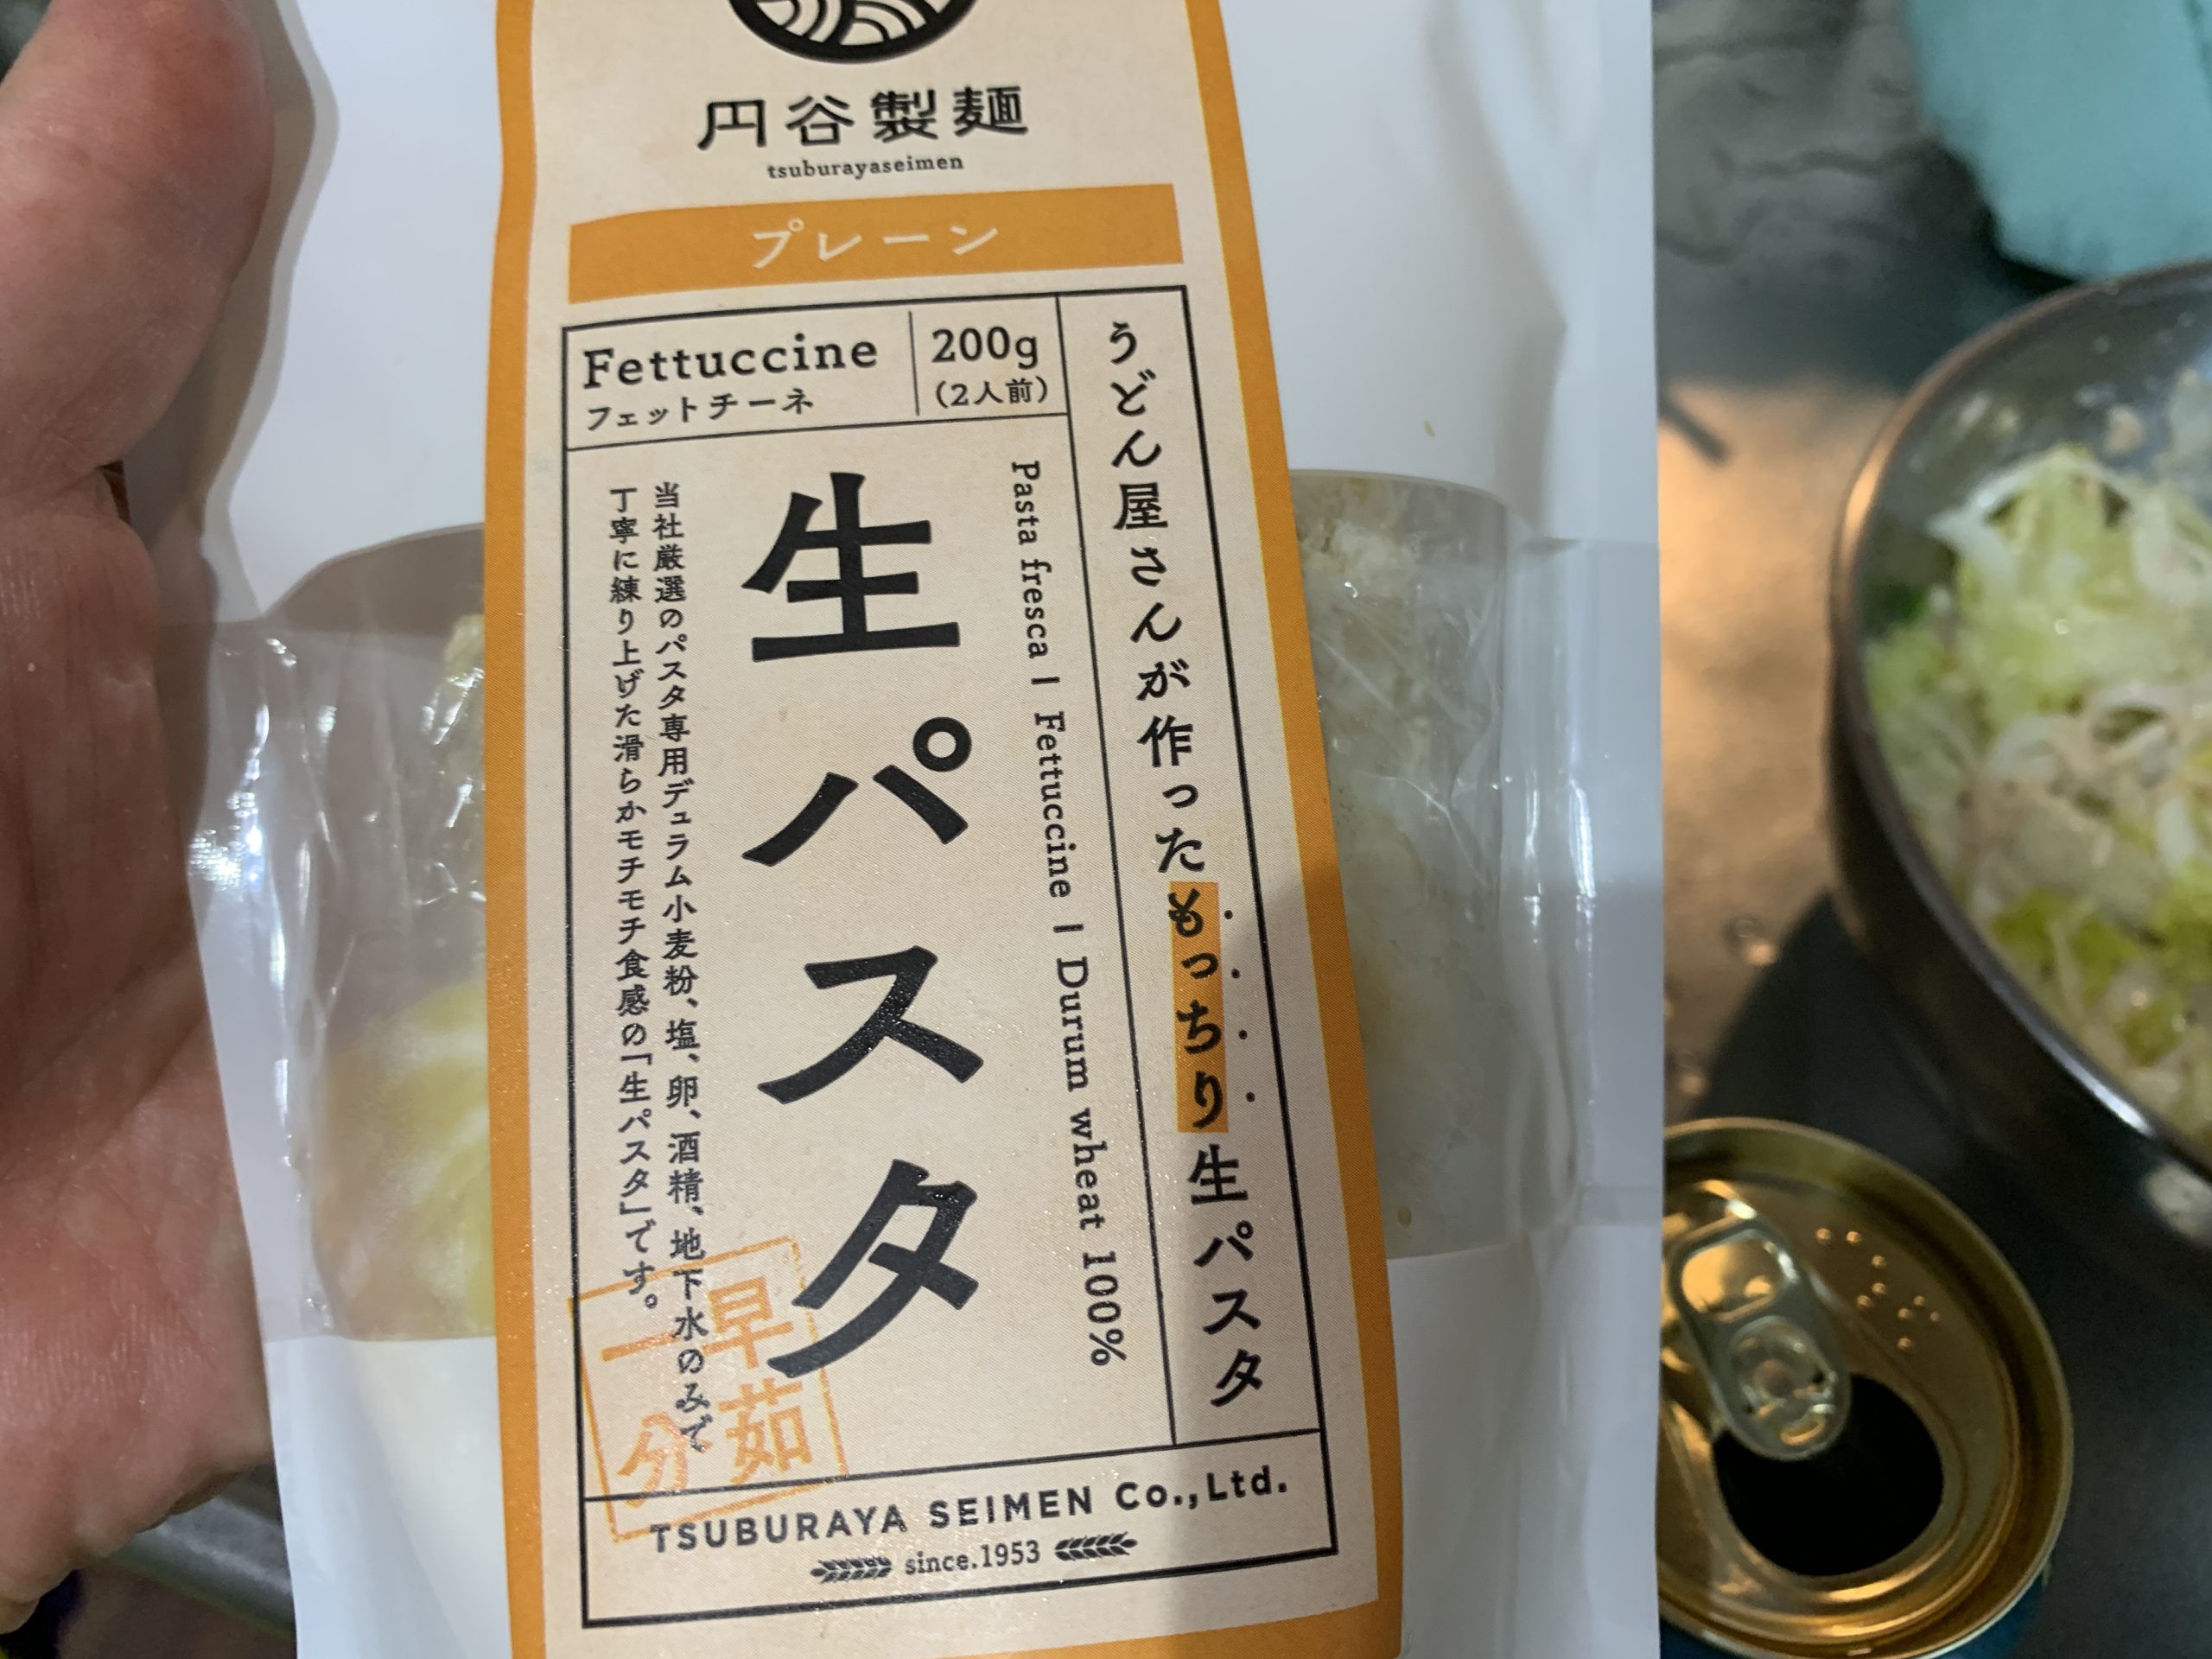 円谷製麺
tsuburayaseimen
プレーン
Fettuccine
フェットチーネ
200g
(2人前)
うどん屋さんが作ったもっちり生パスタ
Pasta fresca | Fettuccine | Durum wheat 100%
生パスタ
当社厳選のパスタ専用デュラム小麦粉、塩、卵、酒精、地下水のみで
丁寧に練り上げた滑らかモチモチ食感の「生パスタ」です。
早茹
一分
TSUBURAYA SEIMEN Co.,Ltd.
since.1953